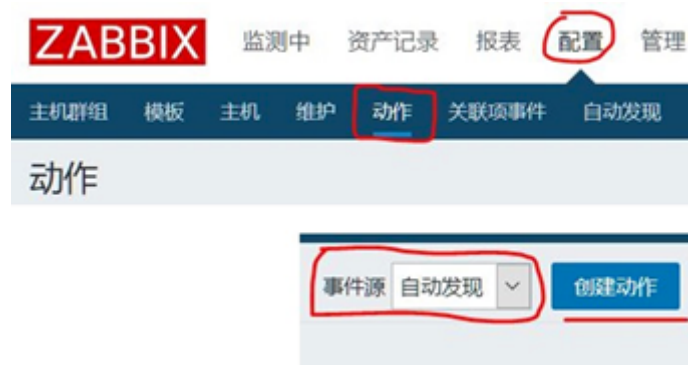 ZABBIX 监测中 资产记录 报表 配置 管理
主机群组 模板 主机 维护 动作 关联项事件 自动发现
动作
事件源 自动发现 创建动作